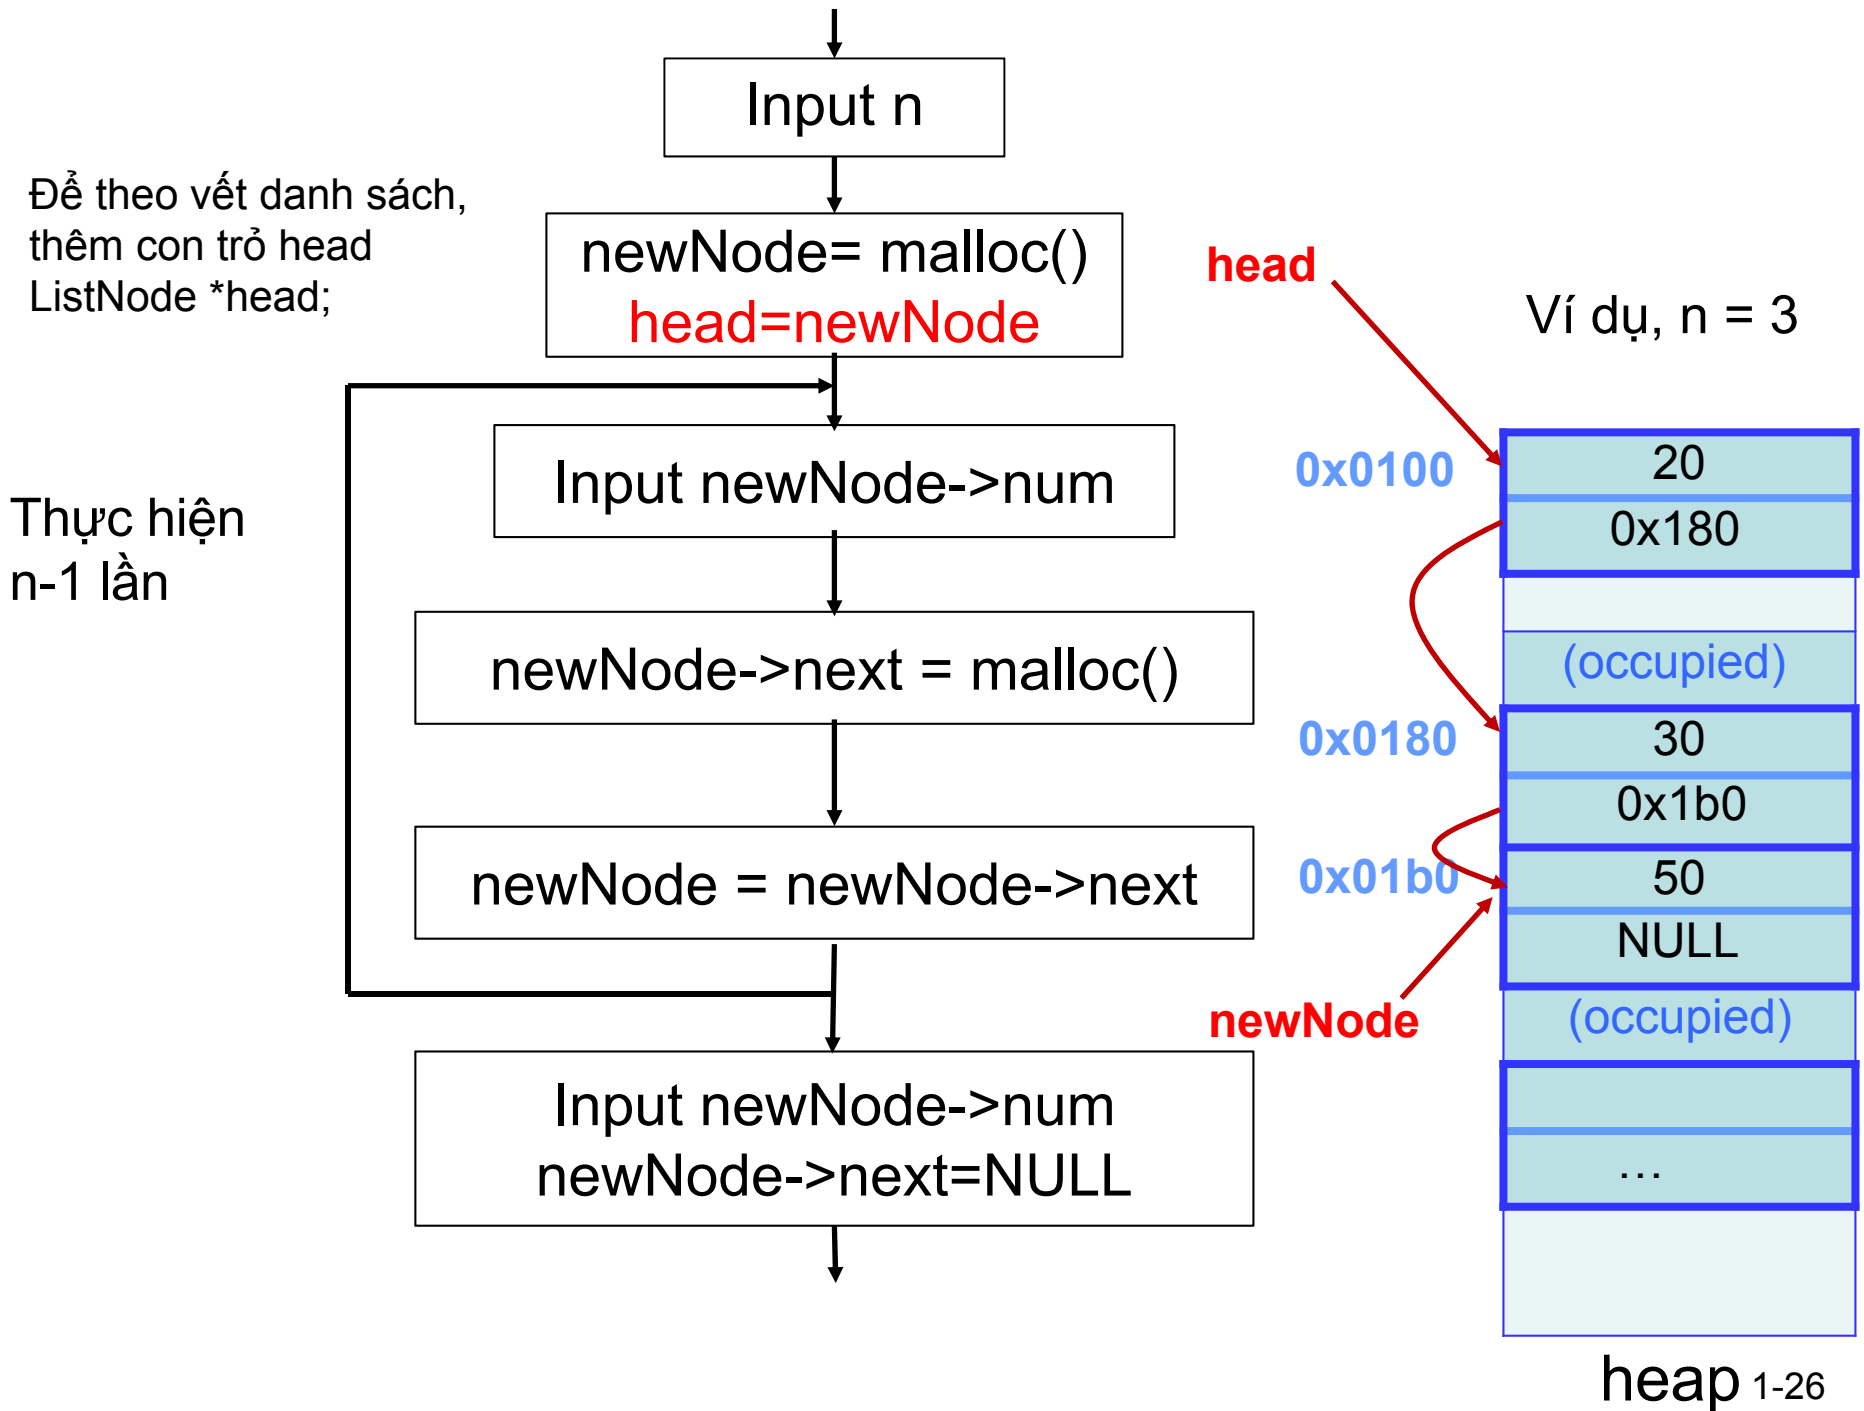 Input n
Để theo vết danh sách,
thêm con trỏ head
ListNode *head;
newNode= malloc()
head=newNode
head
Ví dụ, n = 3
Thực hiện
n-1 lần
Input newNode->num
newNode->next = malloc()
newNode = newNode->next
Input newNode->num
newNode->next=NULL
0x0100
20
0x180
(occupied)
0x0180
30
0x1b0
0x01b0
50
NULL
newNode
(occupied)
…
heap 1-26